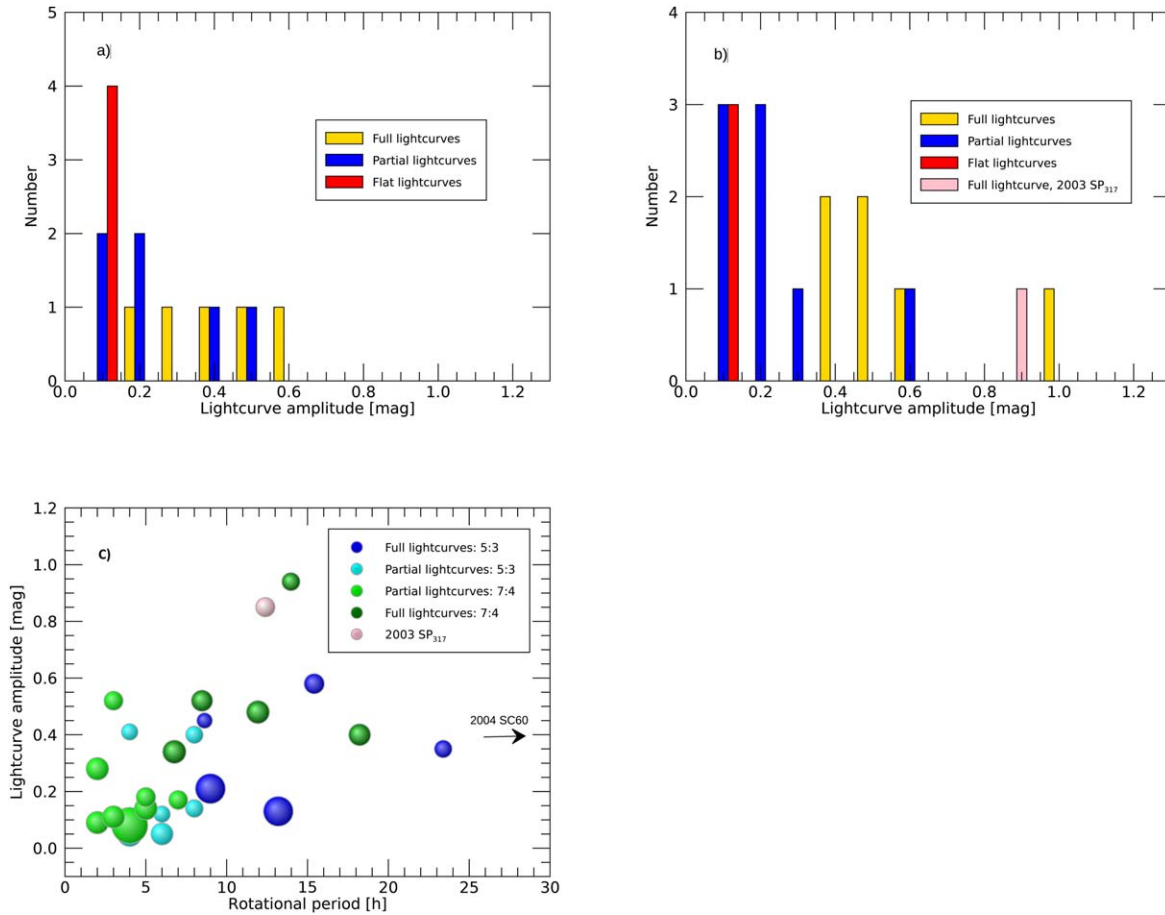 a)
Number
5
4
3
2
1
0
Full lightcurves
Partial lightcurves
Flat lightcurves
0.0 0.2 0.4 0.6 0.8 1.0 1.2
Lightcurve amplitude [mag]
b)
Number
4
3
2
1
0
Full lightcurves
Partial lightcurves
Flat lightcurves
Full lightcurve, 2003 SP317
0.0 0.2 0.4 0.6 0.8 1.0 1.2
Lightcurve amplitude [mag]
c)
Lightcurve amplitude [mag]
1.2
1.0
0.8
0.6
0.4
0.2
0.0
Full lightcurves: 5:3
Partial lightcurves: 5:3
Partial lightcurves: 7:4
Full lightcurves: 7:4
2003 SP317
2004 SC60
0 5 10 15 20 25 30
Rotational period [h]